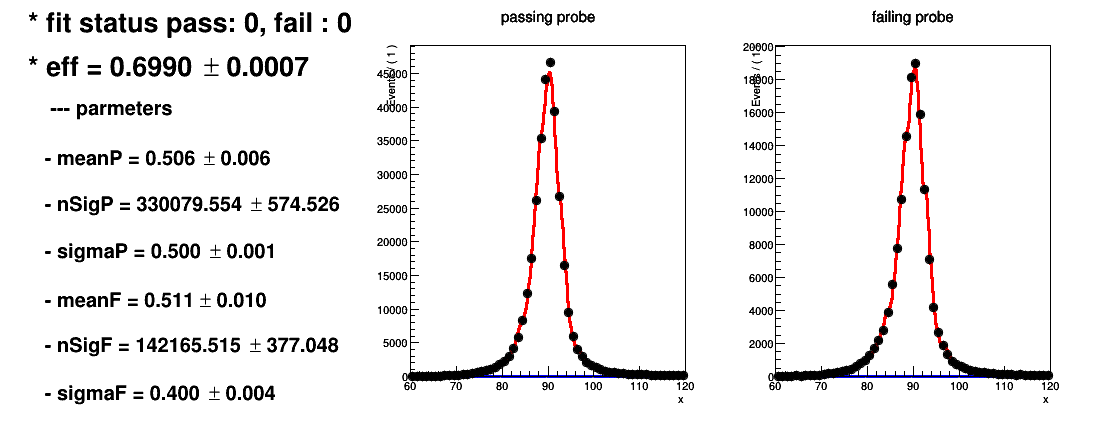 * fit status pass: 0, fail : 0
* eff = 0.6990 ± 0.0007
--- parmeters
- meanP = 0.506 ± 0.006
- nSigP = 330079.554 ± 574.526
- sigmaP = 0.500 ± 0.001
- meanF = 0.511 ± 0.010
- nSigF = 142165.515 ± 377.048
- sigmaF = 0.400 ± 0.004
passing probe
Events / ( 1 )
45000
40000
35000
30000
25000
20000
15000
10000
5000
0
60 70 80 90 100 110 120
x
failing probe
Events / ( 1 )
20000
18000
16000
14000
12000
10000
8000
6000
4000
2000
0
60 70 80 90 100 110 120
x